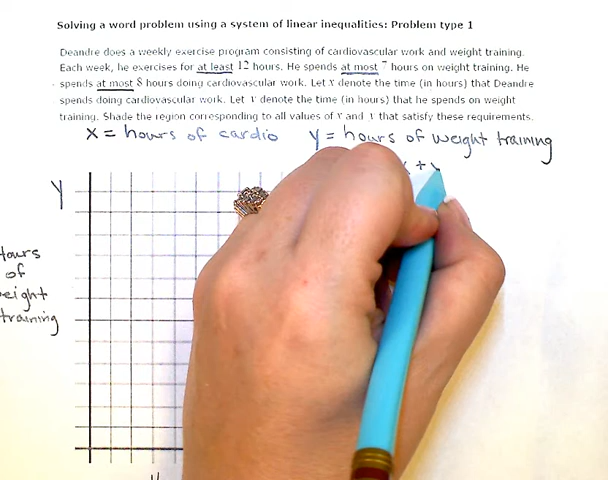 Solving a word problem using a system of linear inequalities: Problem type 1
Deandre does a weekly exercise program consisting of cardiovascular work and weight training.
Each week, he exercises for at least 12 hours. He spends at most 7 hours on weight training. He
spends at most 8 hours doing cardiovascular work. Let x denote the time (in hours) that Deandre
spends doing cardiovascular work. Let y denote the time (in hours) that he spends on weight
training. Shade the region corresponding to all values of x and y that satisfy these requirements.
x = hours of cardio y = hours of weight training
x + y
Y
Hours
of
weight
training